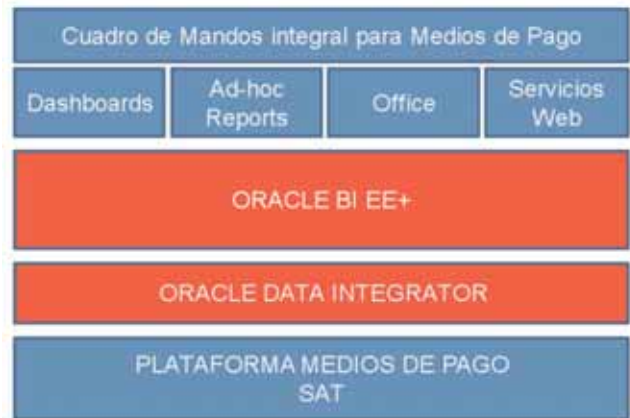 Cuadro de Mandos integral para Medios de Pago
Dashboards
Ad-hoc
Reports
Office
Servicios
Web
ORACLE BI EE+
ORACLE DATA INTEGRATOR
PLATAFORMA MEDIOS DE PAGO
SAT